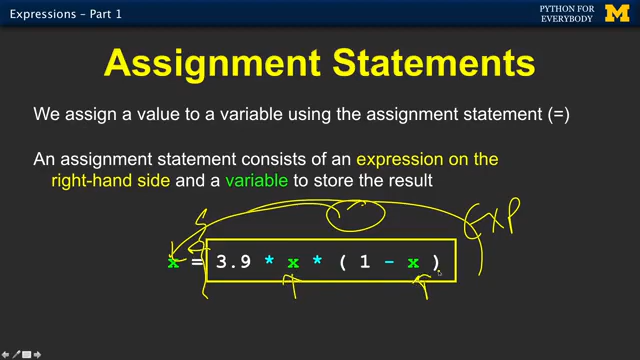 Expressions - Part 1
PYTHON FOR
EVERYBODY
M
Assignment Statements
We assign a value to a variable using the assignment statement (=)
An assignment statement consists of an expression on the
right-hand side and a variable to store the result
EXP
x = 3.9 * x * ( 1 - x )